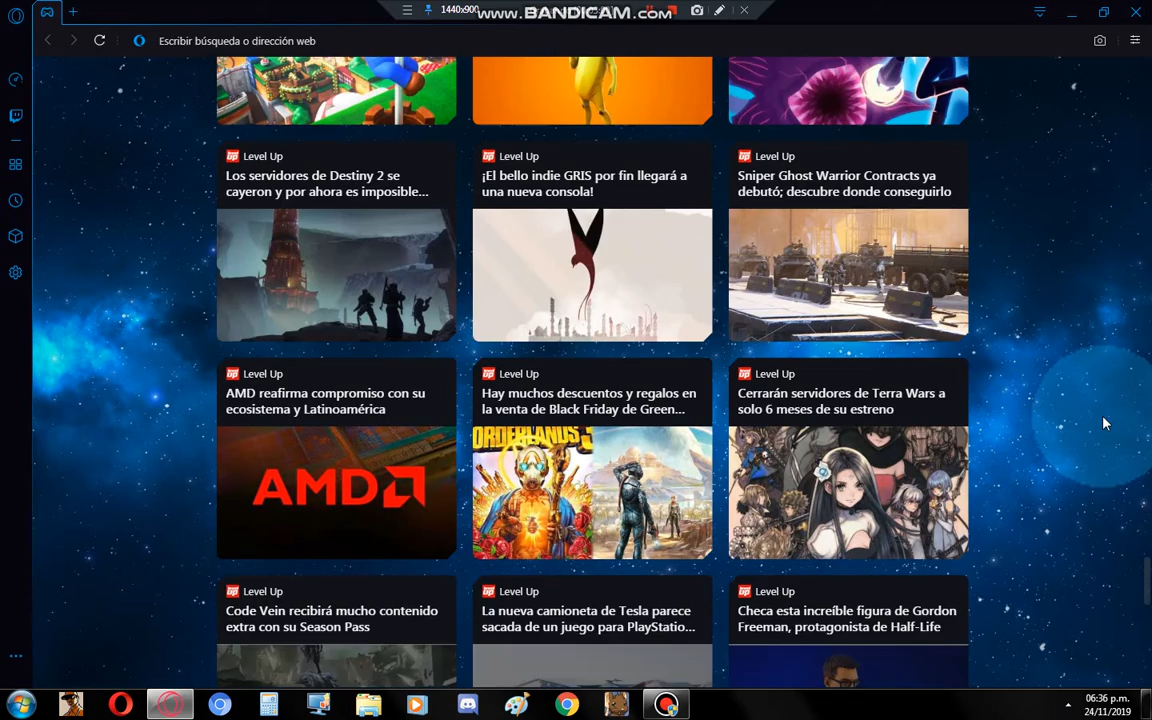 1440x900
www.BANDICAM.com
Escribir búsqueda o dirección web
Level Up
Los servidores de Destiny 2 se
cayeron y por ahora es imposible...
Level Up
¡El bello indie GRIS por fin llegará a
una nueva consola!
Level Up
Sniper Ghost Warrior Contracts ya
debutó; descubre donde conseguirlo
Level Up
AMD reafirma compromiso con su
ecosistema y Latinoamérica
AMD
Level Up
Hay muchos descuentos y regalos en
la venta de Black Friday de Green...
BORDERLANDS 3
Level Up
Cerrarán servidores de Terra Wars a
solo 6 meses de su estreno
Level Up
Code Vein recibirá mucho contenido
extra con su Season Pass
Level Up
La nueva camioneta de Tesla parece
sacada de un juego para PlayStatio...
Level Up
Checa esta increíble figura de Gordon
Freeman, protagonista de Half-Life
06:36 p.m.
24/11/2019